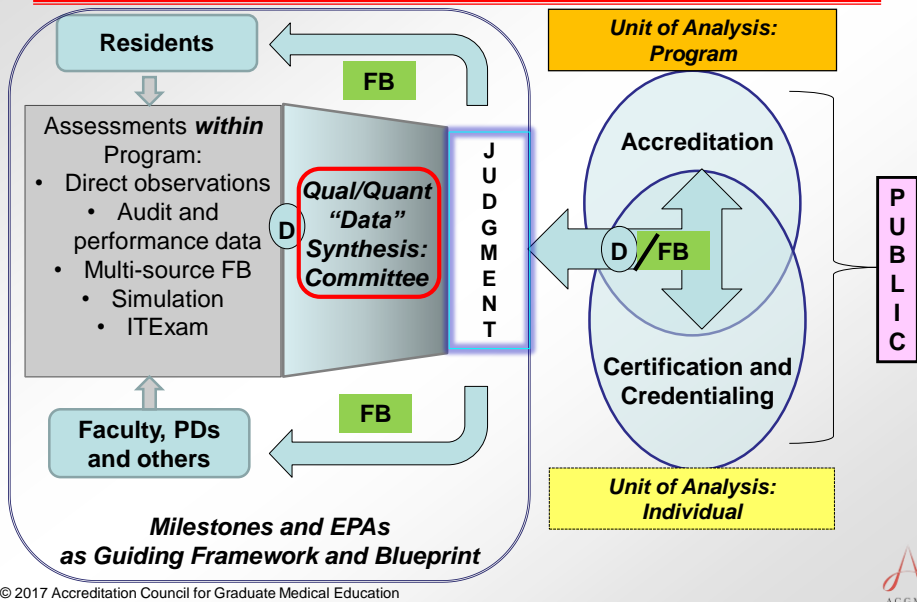 Residents
FB
Assessments within
Program:
• Direct observations
• Audit and
performance data
• Multi-source FB
• Simulation
• ITExam
D
Qual/Quant
“Data”
Synthesis:
Committee
J
U
D
G
M
E
N
T
FB
Faculty, PDs
and others
Milestones and EPAs
as Guiding Framework and Blueprint
Unit of Analysis:
Program
Accreditation
D/FB
Certification and
Credentialing
Unit of Analysis:
Individual
P
U
B
L
I
C
© 2017 Accreditation Council for Graduate Medical Education